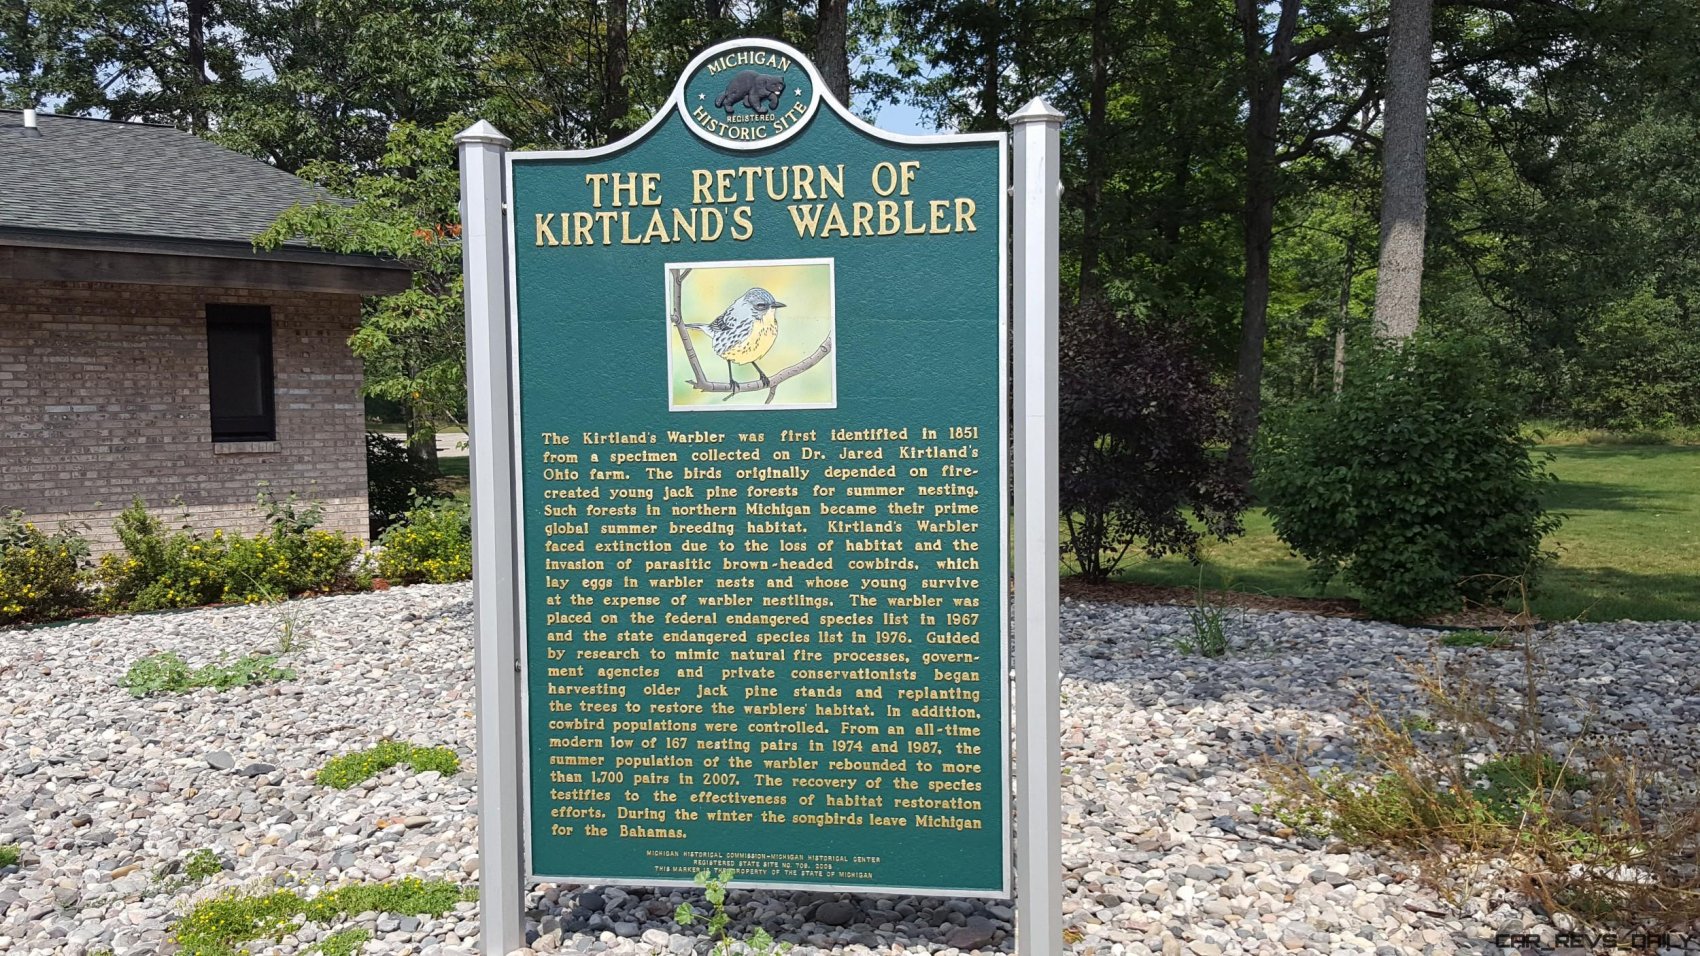 MICHIGAN
REGISTERED
HISTORIC SITE
THE RETURN OF
KIRTLAND'S WARBLER
The Kirtland's Warbler was first identified in 1851
from a specimen collected on Dr. Jared Kirtland's
Ohio farm. The birds originally depended on fire-
created young jack pine forests for summer nesting.
Such forests in northern Michigan became their prime
global summer breeding habitat. Kirtland's Warbler
faced extinction due to the loss of habitat and the
invasion of parasitic brown-headed cowbirds, which
lay eggs in warbler nests and whose young survive
at the expense of warbler nestlings. The warbler was
placed on the federal endangered species list in 1967
and the state endangered species list in 1976. Guided
by research to mimic natural fire processes, govern-
ment agencies and private conservationists began
harvesting older jack pine stands and replanting
the trees to restore the warblers' habitat. In addition,
cowbird populations were controlled. From an all-time
modern low of 167 nesting pairs in 1974 and 1987, the
summer population of the warbler rebounded to more
than 1,700 pairs in 2007. The recovery of the species
testifies to the effectiveness of habitat restoration
efforts. During the winter the songbirds leave Michigan
for the Bahamas.
MICHIGAN HISTORICAL COMMISSION-MICHIGAN HISTORICAL CENTER
REGISTERED STATE SITE NO. 709,
THIS MARKER IS THE PROPERTY OF THE STATE OF MICHIGAN
CAR_REVS_DAILY